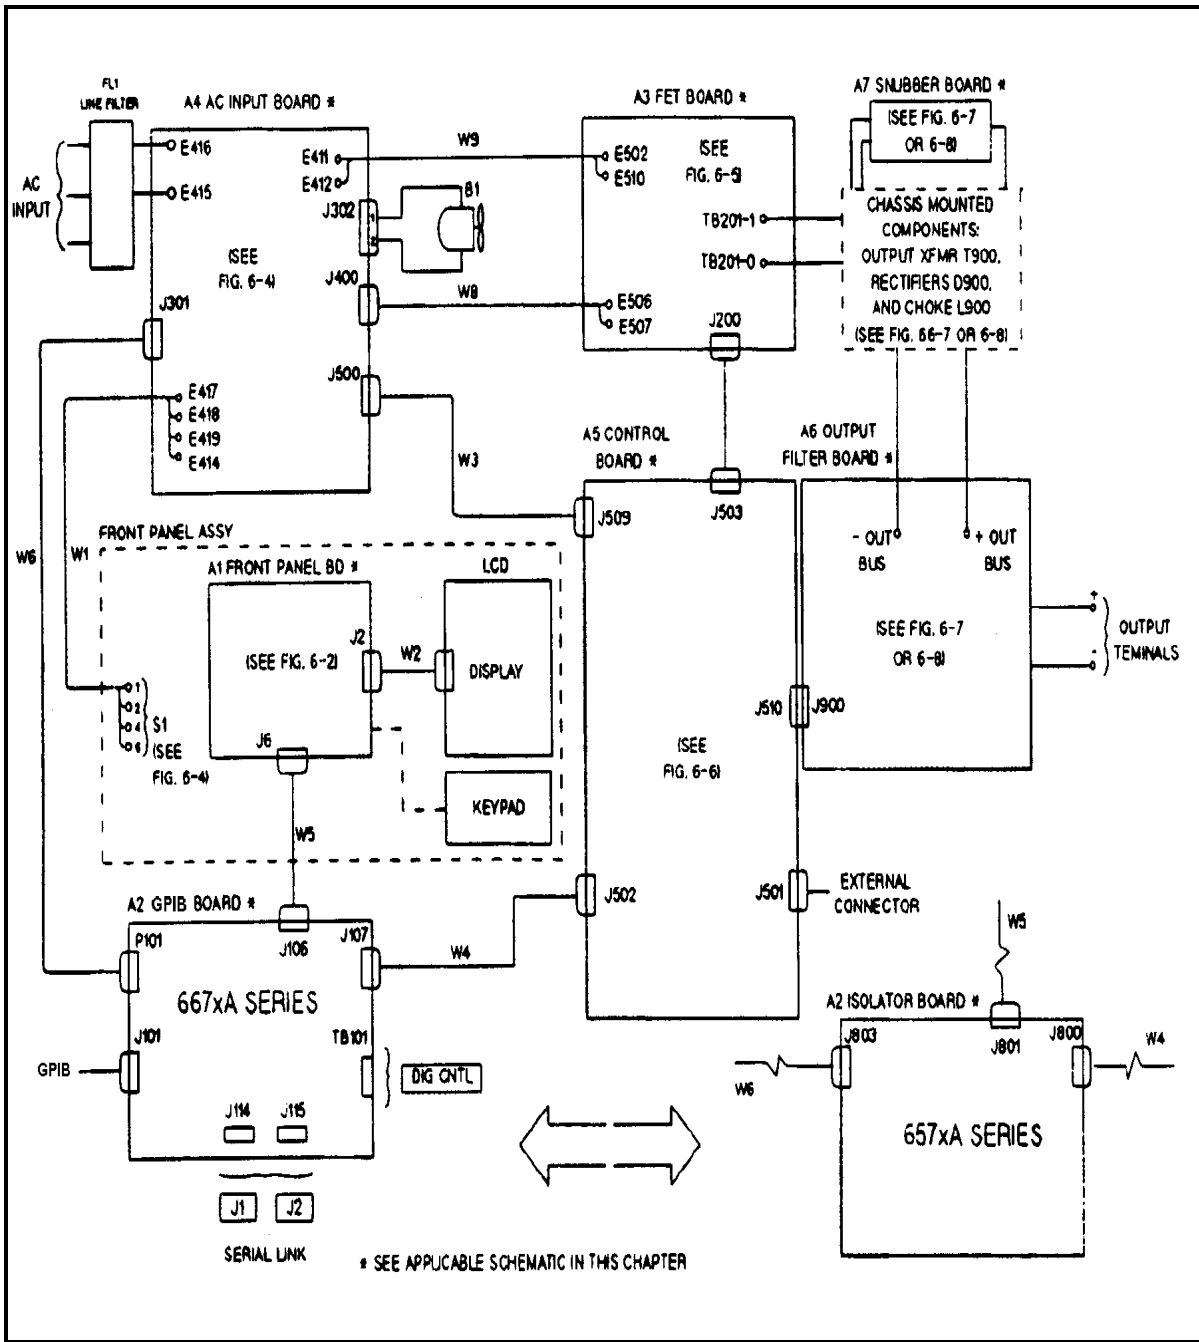 FL1
LINE FILTER
A4 AC INPUT BOARD *
A3 FET BOARD *
A7 SNUBBER BOARD *
(SEE FIG. 6-7
OR 6-8)
E416
E415
AC
INPUT
E411
E412
W9
E502
E510
(SEE
FIG. 6-5)
J302
1
2
B1
TB201-1
TB201-0
CHASSIS MOUNTED
COMPONENTS:
OUTPUT XFMR T900,
RECTIFIERS D900,
AND CHOKE L900
(SEE FIG. 66-7 OR 6-8)
(SEE
FIG. 6-4)
J400
W8
E506
E507
J200
J301
J500
E417
E418
E419
E414
W3
A5 CONTROL
BOARD *
A6 OUTPUT
FILTER BOARD *
J509
J503
- OUT
BUS
+ OUT
BUS
W6
W1
FRONT PANEL ASSY
A1 FRONT PANEL BD *
LCD
J2
W2
(SEE FIG. 6-2)
DISPLAY
(SEE FIG. 6-7
OR 6-8)
+
-
OUTPUT
TEMINALS
1
2
4
6
S1
(SEE
FIG. 6-4)
J6
J510
J900
(SEE
FIG. 6-6)
KEYPAD
W5
J502
J501
EXTERNAL
CONNECTOR
A2 GPIB BOARD *
P101
J106
J107
W4
667xA SERIES
J101
TB101
GPIB
DIG CNTL
J114
J115
J1
J2
SERIAL LINK
W5
A2 ISOLATOR BOARD *
J803
J801
J800
W4
W6
657xA SERIES
* SEE APPLICABLE SCHEMATIC IN THIS CHAPTER